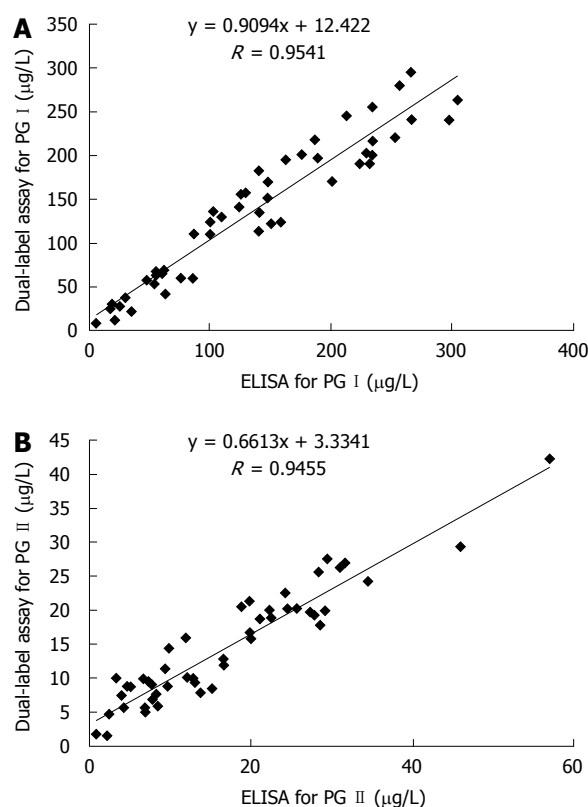 A
y = 0.9094x + 12.422
R = 0.9541
Dual-label assay for PG Ⅰ (μg/L)
350
300
250
200
150
100
50
0
0 100 200 300 400
ELISA for PG Ⅰ (μg/L)
B
y = 0.6613x + 3.3341
R = 0.9455
Dual-label assay for PG Ⅱ (μg/L)
45
40
35
30
25
20
15
10
5
0
0 20 40 60
ELISA for PG Ⅱ (μg/L)